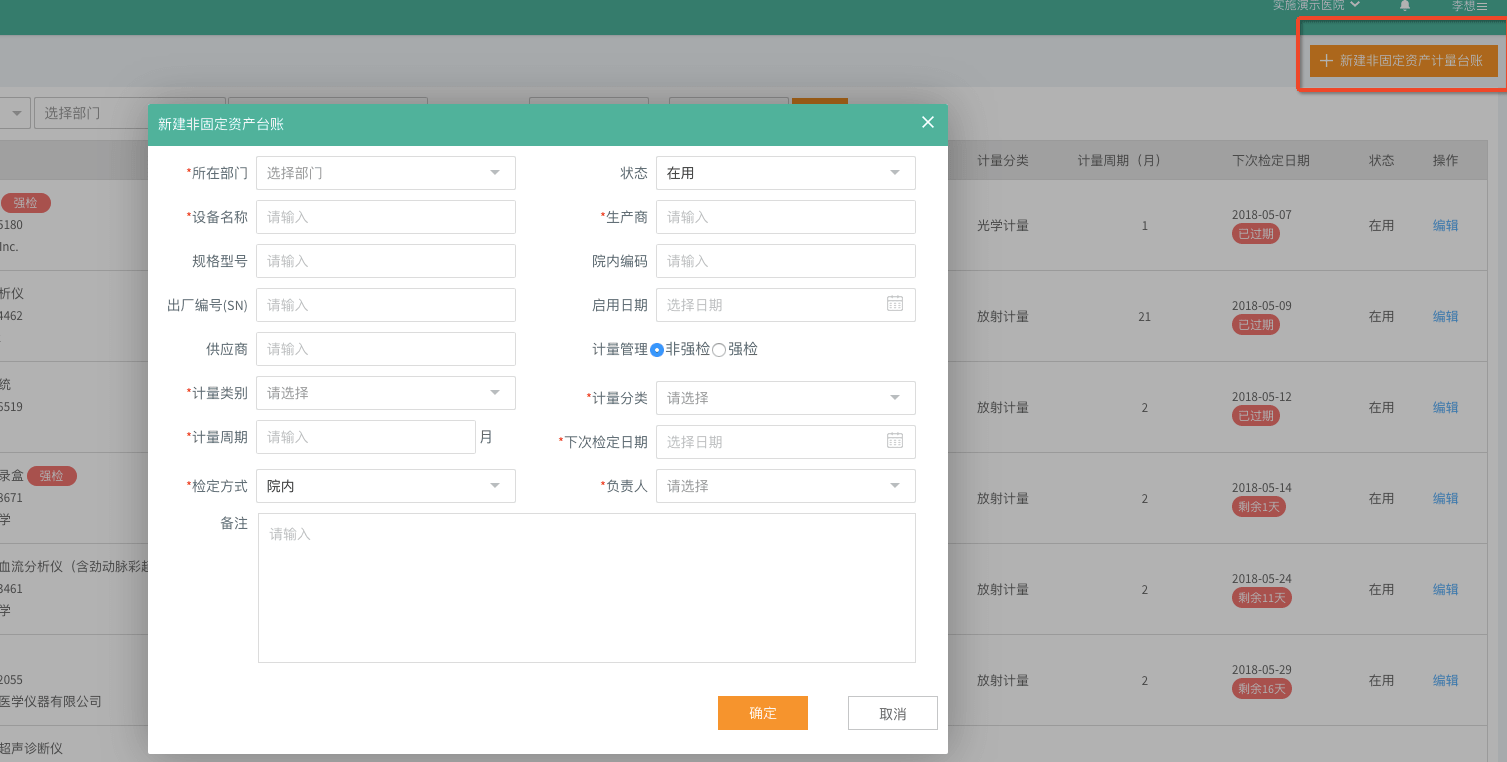 实施演示医院
李想
新建非固定资产计量台账
选择部门
新建非固定资产台账
*所在部门 选择部门 状态 在用
*设备名称 请输入 *生产商 请输入
规格型号 请输入 院内编码 请输入
出厂编号(SN) 请输入 启用日期 选择日期
供应商 请输入 计量管理 非强检 强检
*计量类别 请选择 *计量分类 请选择
*计量周期 请输入 月 *下次检定日期 选择日期
*检定方式 院内 *负责人 请选择
备注 请输入
确定 取消
计量分类 计量周期（月） 下次检定日期 状态 操作
强检
5180
Inc.
光学计量 1 2018-05-07 已过期 在用 编辑
析仪
4462
放射计量 21 2018-05-09 已过期 在用 编辑
统
6519
放射计量 2 2018-05-12 已过期 在用 编辑
录盒 强检
3671
学
放射计量 2 2018-05-14 剩余1天 在用 编辑
血流分析仪（含劲动脉彩超
3461
学
放射计量 2 2018-05-24 剩余11天 在用 编辑
2055
医学仪器有限公司
放射计量 2 2018-05-29 剩余16天 在用 编辑
超声诊断仪